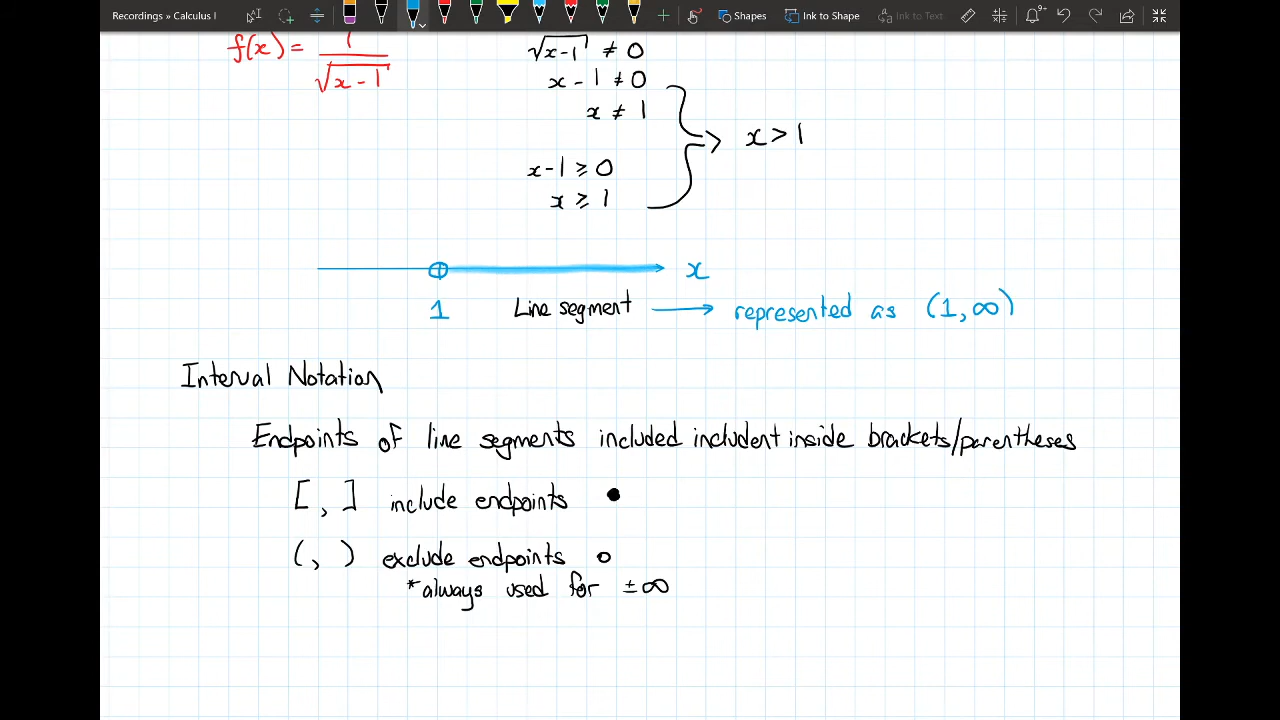 Recordings » Calculus I
9+
Shapes
Ink to Shape
Ink to Text
f(x) = 1 / √(x - 1)
√(x-1) ≠ 0
x - 1 ≠ 0
x ≠ 1
x > 1
x-1 ⩾ 0
x ⩾ 1
x
1 Line segment → represented as (1, ∞)
Interval Notation
Endpoints of line segments included includent inside brackets/parentheses
[ , ] include endpoints
( , ) exclude endpoints
*always used for ±∞